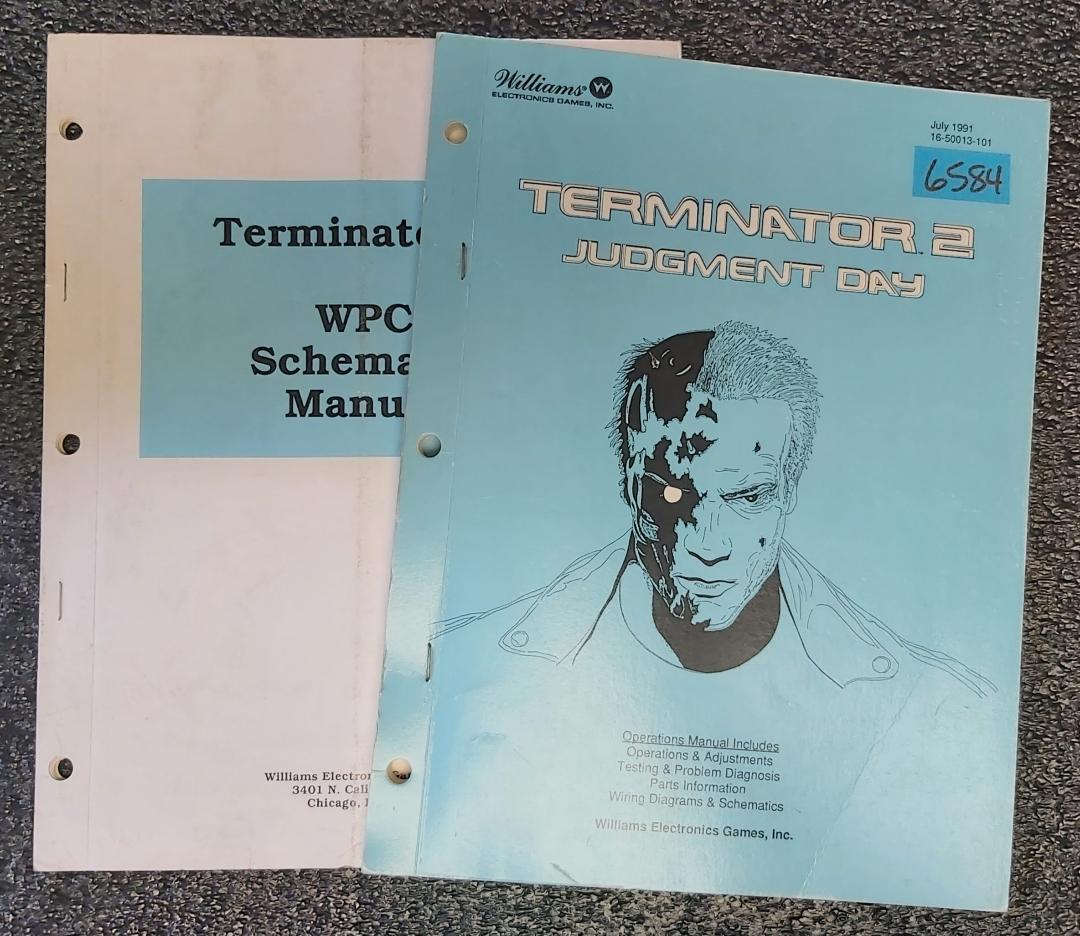 Terminato
WPC
Schema
Manu
Williams Electron
3401 N. Cali
Chicago, I
Williams® W
ELECTRONICS GAMES, INC.
July 1991
16-50013-101
6584
TERMINATOR™ 2
JUDGMENT DAY
Operations Manual Includes
Operations & Adjustments
Testing & Problem Diagnosis
Parts Information
Wiring Diagrams & Schematics
Williams Electronics Games, Inc.